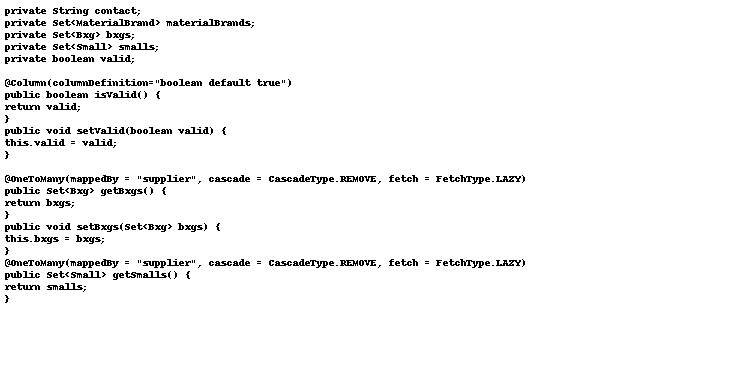 private String contact;
private Set<MaterialBrand> materialBrands;
private Set<Bxg> bxgs;
private Set<Small> smalls;
private boolean valid;
@Column(columnDefinition="boolean default true")
public boolean isValid() {
return valid;
}
public void setValid(boolean valid) {
this.valid = valid;
}
@OneToMany(mappedBy = "supplier", cascade = CascadeType.REMOVE, fetch = FetchType.LAZY)
public Set<Bxg> getBxgs() {
return bxgs;
}
public void setBxgs(Set<Bxg> bxgs) {
this.bxgs = bxgs;
}
@OneToMany(mappedBy = "supplier", cascade = CascadeType.REMOVE, fetch = FetchType.LAZY)
public Set<Small> getSmalls() {
return smalls;
}